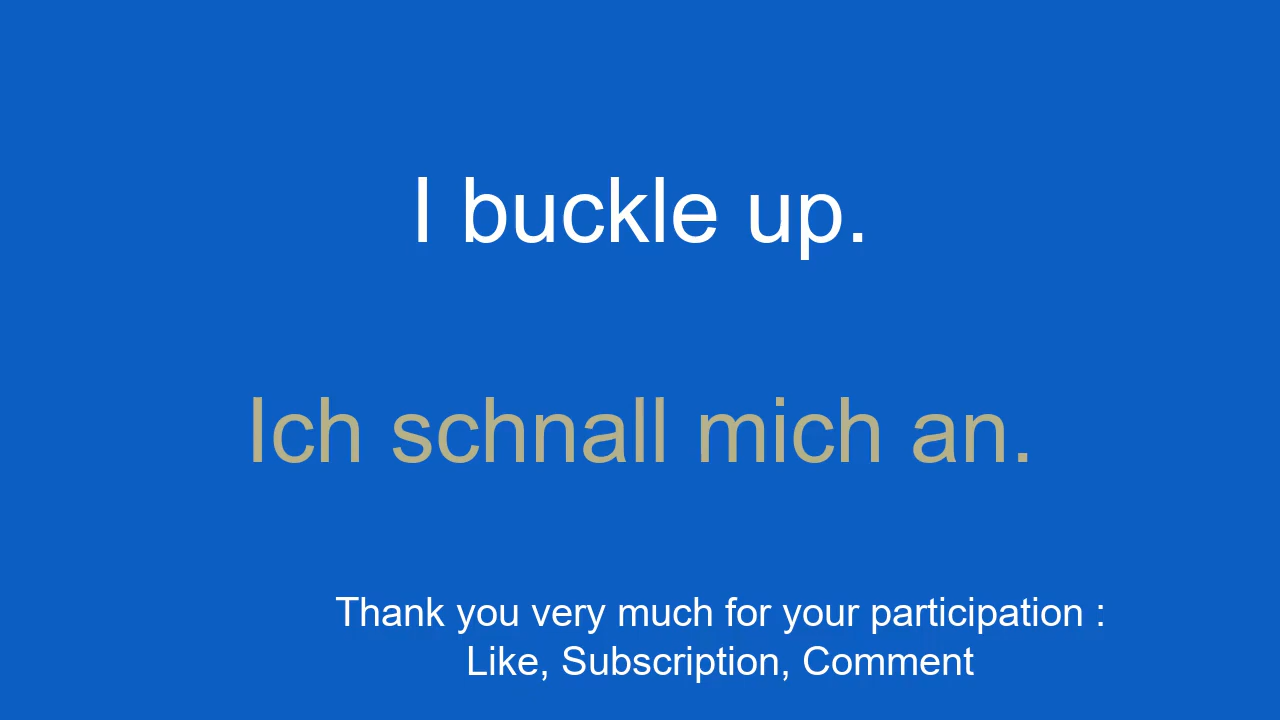 I buckle up.
Ich schnall mich an.
Thank you very much for your participation :
Like, Subscription, Comment